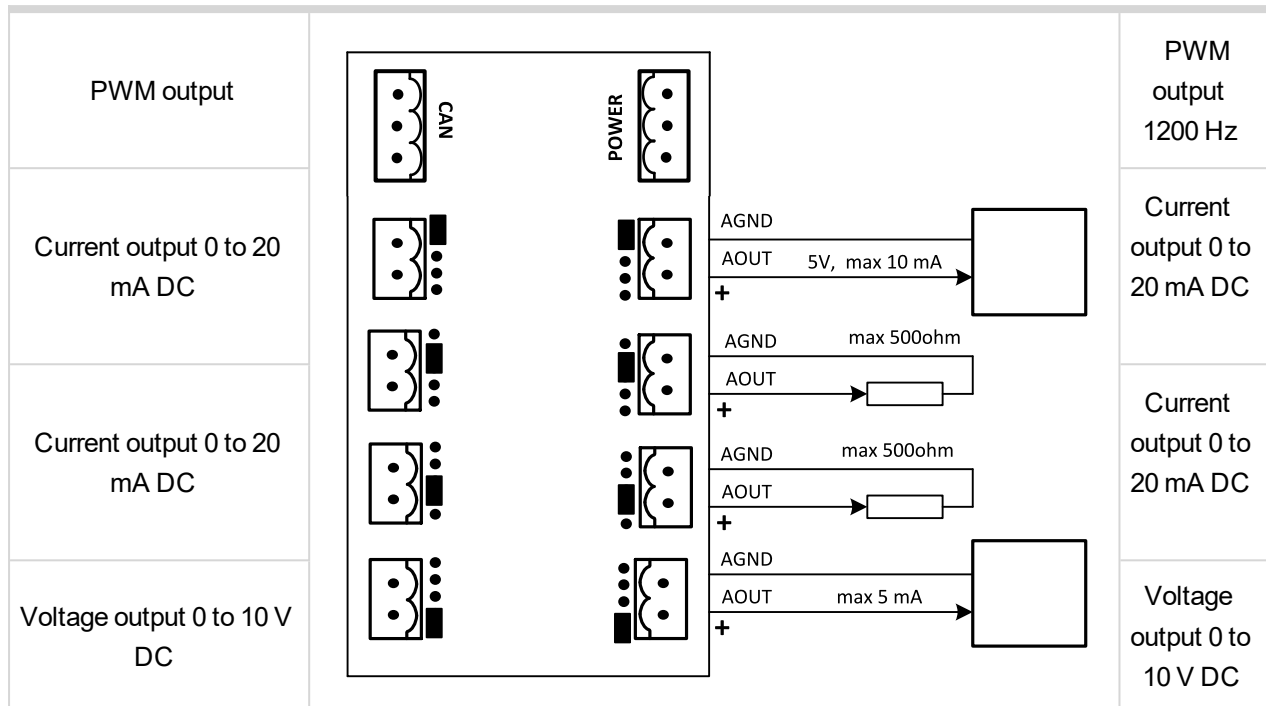 PWM output
Current output 0 to 20
mA DC
Current output 0 to 20
mA DC
Voltage output 0 to 10 V
DC
CAN
POWER
AGND
AOUT
5V, max 10 mA
+
AGND
max 500ohm
AOUT
+
AGND
max 500ohm
AOUT
+
AGND
AOUT
max 5 mA
+
PWM
output
1200 Hz
Current
output 0 to
20 mA DC
Current
output 0 to
20 mA DC
Voltage
output 0 to
10 V DC